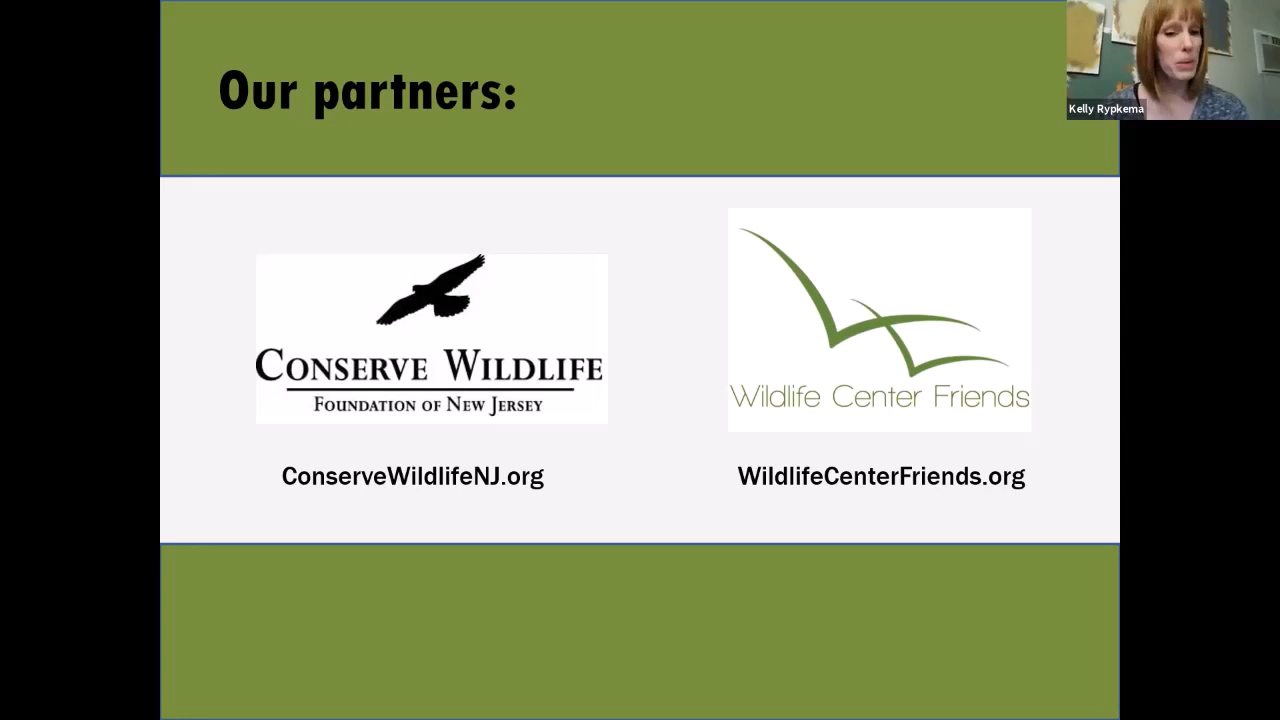 Our partners:
Kelly Rypkema
CONSERVE WILDLIFE
FOUNDATION OF NEW JERSEY
Wildlife Center Friends
ConserveWildlifeNJ.org
WildlifeCenterFriends.org